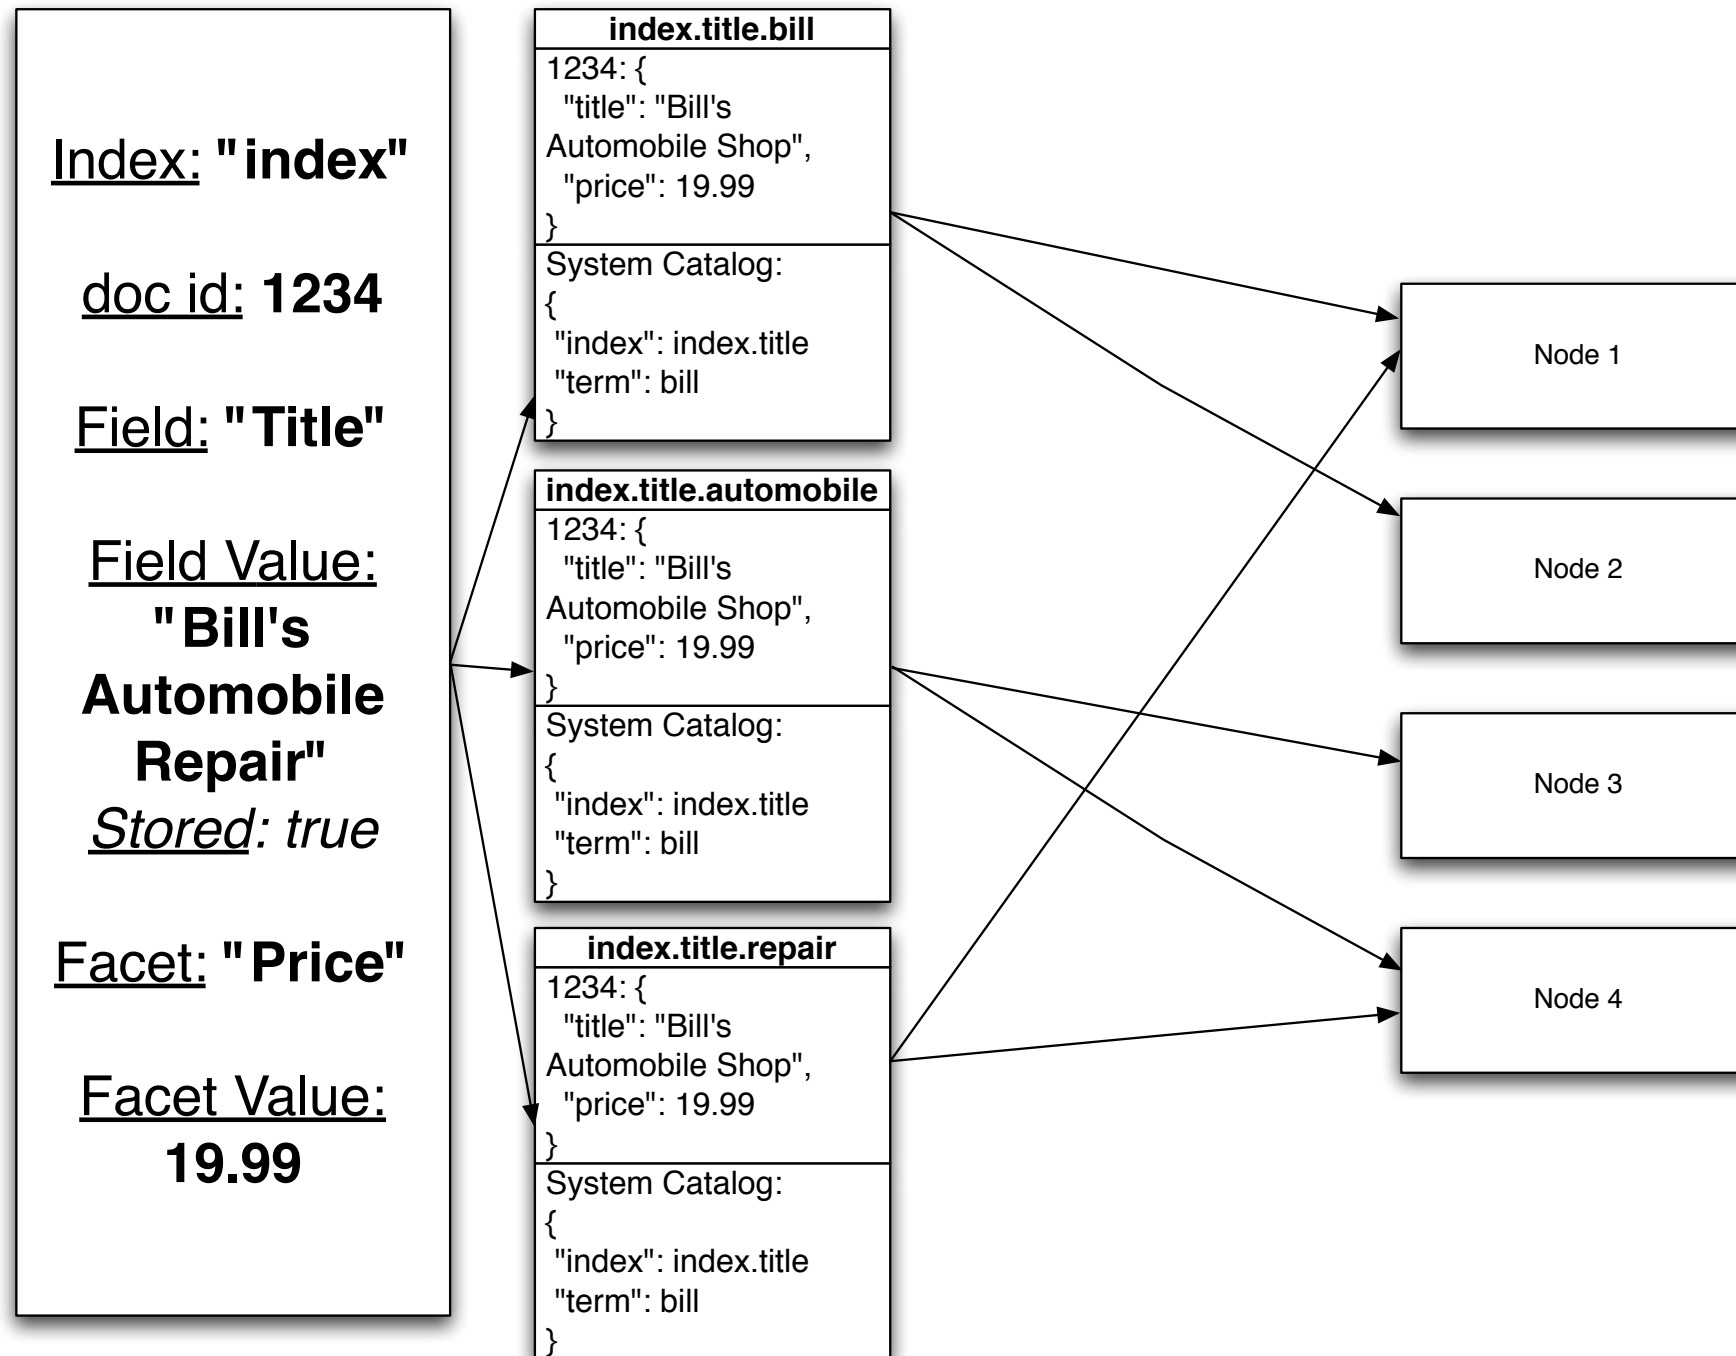 Index: "index"
doc id: 1234
Field: "Title"
Field Value:
"Bill's
Automobile
Repair"
Stored: true
Facet: "Price"
Facet Value:
19.99
index.title.bill
1234: {
"title": "Bill's
Automobile Shop",
"price": 19.99
}
System Catalog:
{
"index": index.title
"term": bill
}
index.title.automobile
1234: {
"title": "Bill's
Automobile Shop",
"price": 19.99
}
System Catalog:
{
"index": index.title
"term": bill
}
index.title.repair
1234: {
"title": "Bill's
Automobile Shop",
"price": 19.99
}
System Catalog:
{
"index": index.title
"term": bill
}
Node 1
Node 2
Node 3
Node 4